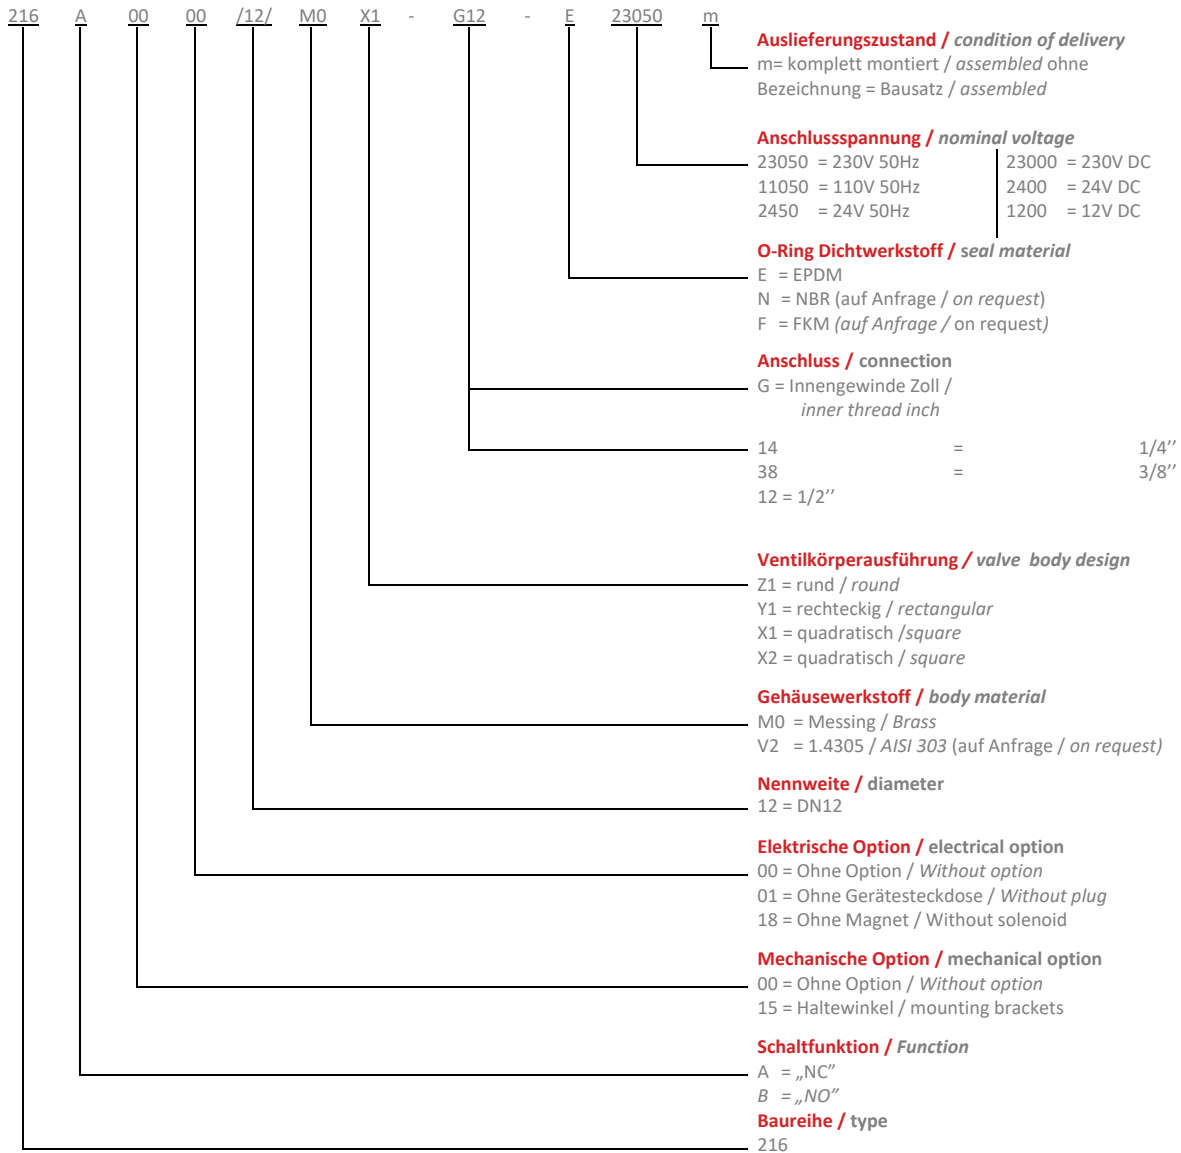 216 A 00 00 /12/ M0 X1 - G12 - E 23050 m
Auslieferungszustand / condition of delivery
m= komplett montiert / assembled ohne
Bezeichnung = Bausatz / assembled
Anschlussspannung / nominal voltage
23050 = 230V 50Hz 23000 = 230V DC
11050 = 110V 50Hz 2400 = 24V DC
2450 = 24V 50Hz 1200 = 12V DC
O-Ring Dichtwerkstoff / seal material
E = EPDM
N = NBR (auf Anfrage / on request)
F = FKM (auf Anfrage / on request)
Anschluss / connection
G = Innengewinde Zoll /
inner thread inch
14 = 1/4’’
38 = 3/8’’
12 = 1/2’’
Ventilkörperausführung / valve body design
Z1 = rund / round
Y1 = rechteckig / rectangular
X1 = quadratisch /square
X2 = quadratisch / square
Gehäusewerkstoff / body material
M0 = Messing / Brass
V2 = 1.4305 / AISI 303 (auf Anfrage / on request)
Nennweite / diameter
12 = DN12
Elektrische Option / electrical option
00 = Ohne Option / Without option
01 = Ohne Gerätesteckdose / Without plug
18 = Ohne Magnet / Without solenoid
Mechanische Option / mechanical option
00 = Ohne Option / Without option
15 = Haltewinkel / mounting brackets
Schaltfunktion / Function
A = „NC”
B = „NO”
Baureihe / type
216